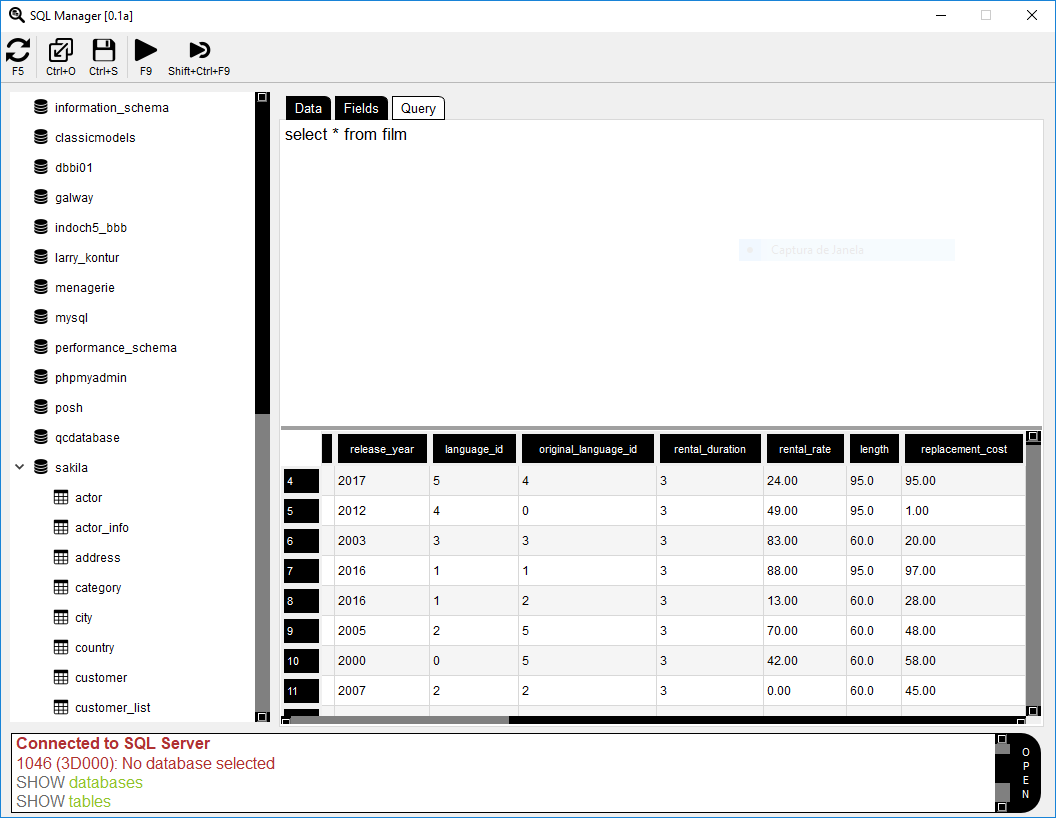 SQL Manager [0.1a]
F5 Ctrl+O Ctrl+S F9 Shift+Ctrl+F9
information_schema
classicmodels
dbbi01
galway
indoch5_bbb
larry_kontur
menagerie
mysql
performance_schema
phpmyadmin
posh
qcdatabase
sakila
actor
actor_info
address
category
city
country
customer
customer_list
Data Fields Query
select * from film
Captura de Janela
release_year language_id original_language_id rental_duration rental_rate length replacement_cost
4 2017 5 4 3 24.00 95.0 95.00
5 2012 4 0 3 49.00 95.0 1.00
6 2003 3 3 3 83.00 60.0 20.00
7 2016 1 1 3 88.00 95.0 97.00
8 2016 1 2 3 13.00 60.0 28.00
9 2005 2 5 3 70.00 60.0 48.00
10 2000 0 5 3 42.00 60.0 58.00
11 2007 2 2 3 0.00 60.0 45.00
Connected to SQL Server
1046 (3D000): No database selected
SHOW databases
SHOW tables
OPEN